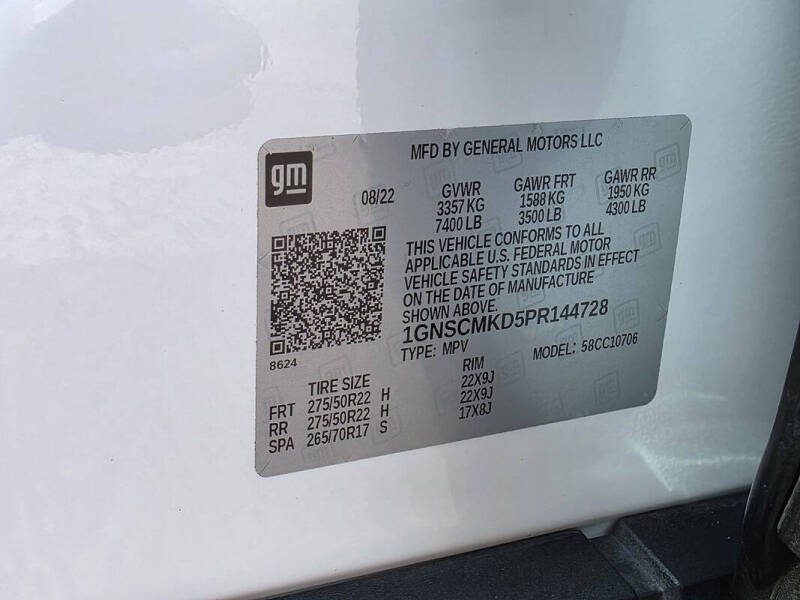 MFD BY GENERAL MOTORS LLC
gm
08/22 GVWR GAWR FRT GAWR RR
3357 KG 1588 KG 1950 KG
7400 LB 3500 LB 4300 LB
THIS VEHICLE CONFORMS TO ALL
APPLICABLE U.S. FEDERAL MOTOR
VEHICLE SAFETY STANDARDS IN EFFECT
ON THE DATE OF MANUFACTURE
SHOWN ABOVE.
1GNSCMKD5PR144728
TYPE: MPV MODEL: 58CC10706
8624
TIRE SIZE RIM
FRT 275/50R22 H 22X9J
RR 275/50R22 H 22X9J
SPA 265/70R17 S 17X8J